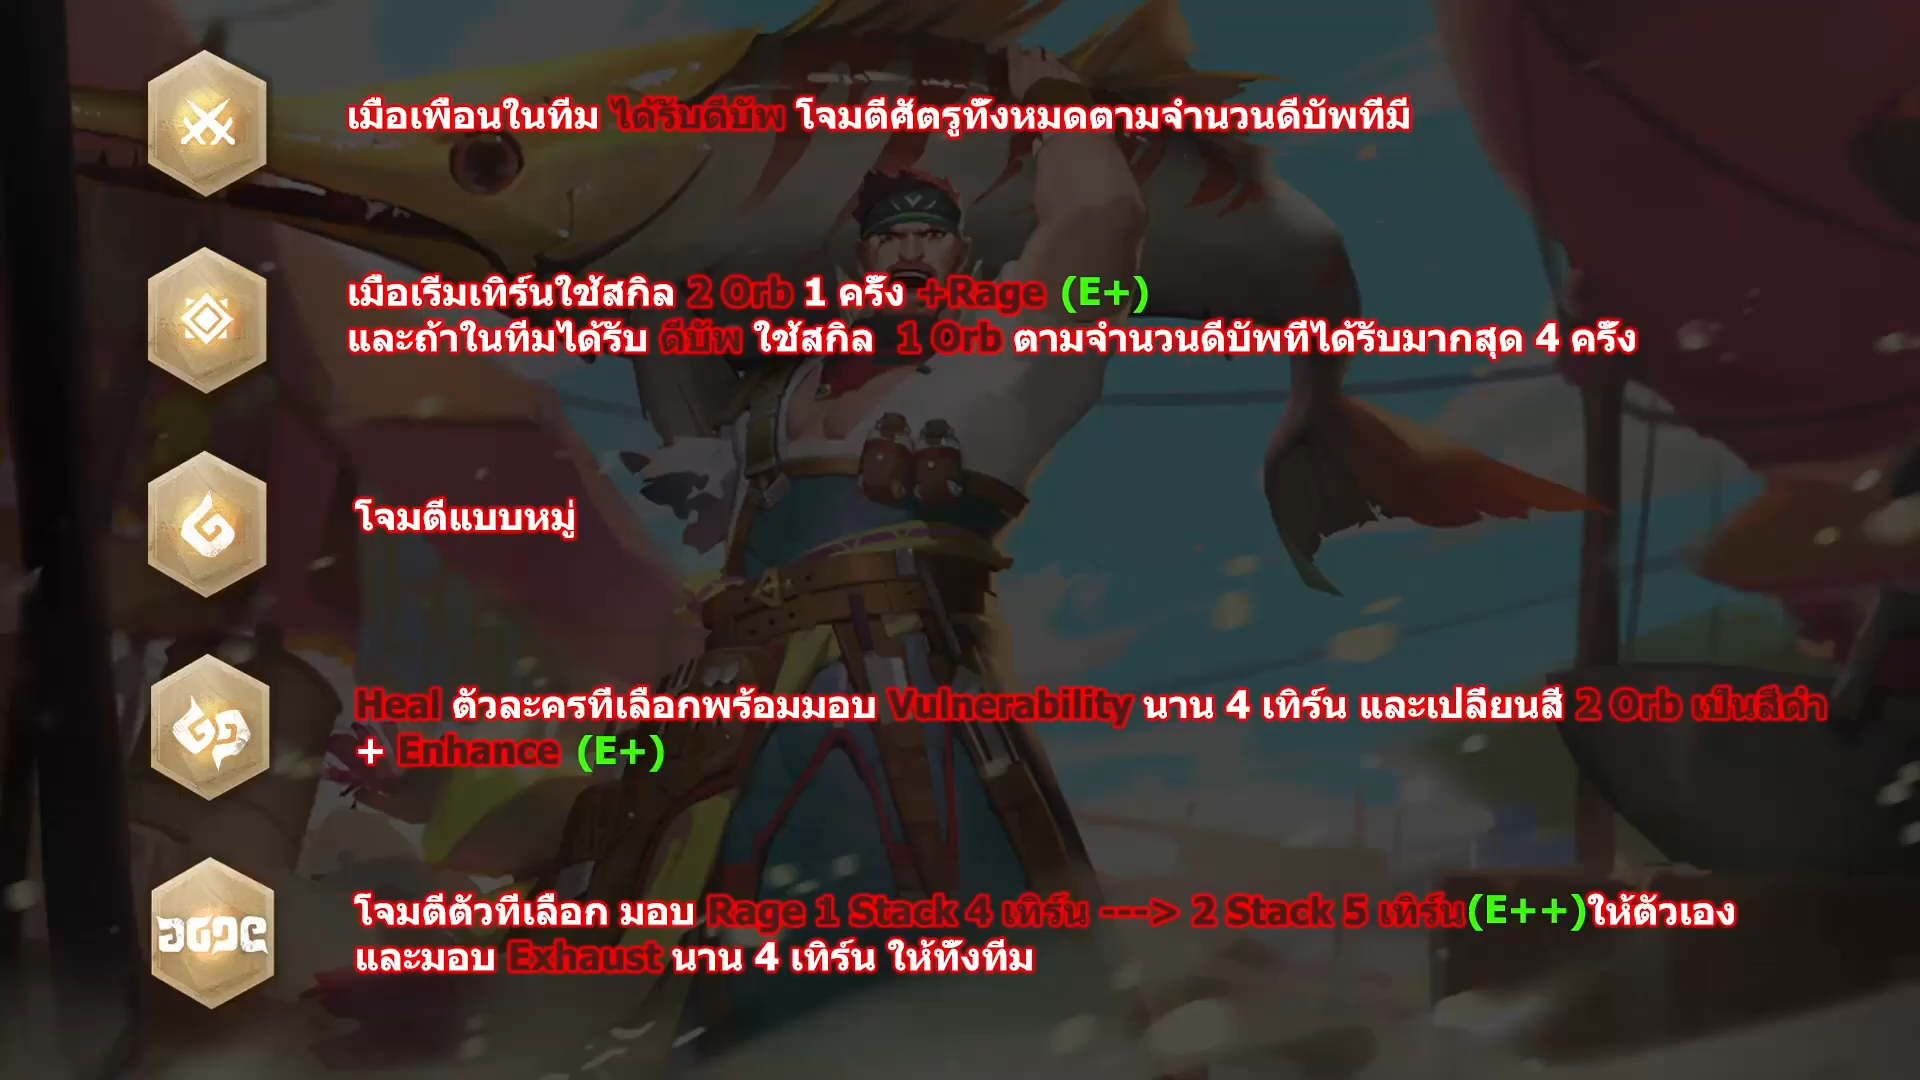 เมื่อเพื่อนในทีม ได้รับดีบัพ โจมตีศัตรูทั้งหมดตามจำนวนดีบัพที่มี
เมื่อเริ่มเทิร์นใช้สกิล 2 Orb 1 ครั้ง +Rage (E+)
และถ้าในทีมได้รับ ดีบัพ ใช้สกิล 1 Orb ตามจำนวนดีบัพที่ได้รับมากสุด 4 ครั้ง
โจมตีแบบหมู่
Heal ตัวละครที่เลือกพร้อมมอบ Vulnerability นาน 4 เทิร์น และเปลี่ยนสี 2 Orb เป็นสีดำ
+ Enhance (E+)
โจมตีตัวที่เลือก มอบ Rage 1 Stack 4 เทิร์น ---> 2 Stack 5 เทิร์น(E++)ให้ตัวเอง
และมอบ Exhaust นาน 4 เทิร์น ให้ทั้งทีม